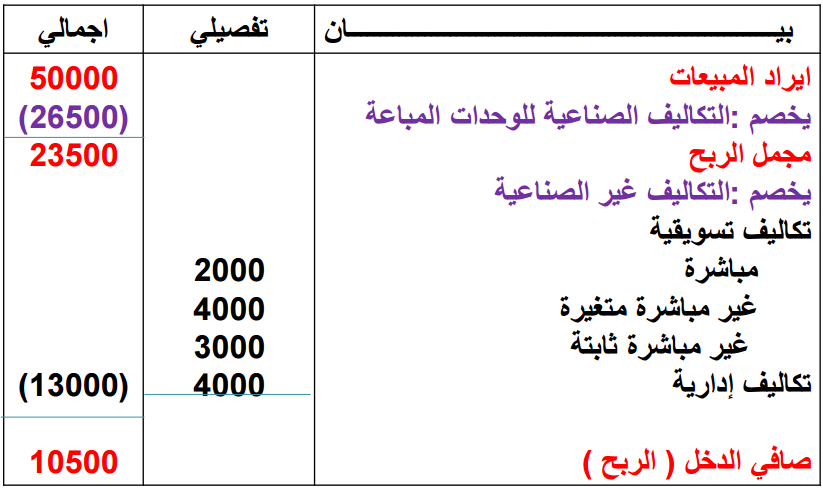 بيـــــــــــــــــــــــــــــــــــــــان تفصيلي اجمالي
ايراد المبيعات 50000
يخصم :التكاليف الصناعية للوحدات المباعة (26500)
مجمل الربح 23500
يخصم :التكاليف غير الصناعية
تكاليف تسويقية
مباشرة 2000
غير مباشرة متغيرة 4000
غير مباشرة ثابتة 3000
تكاليف إدارية 4000 (13000)
صافي الدخل ( الربح ) 10500